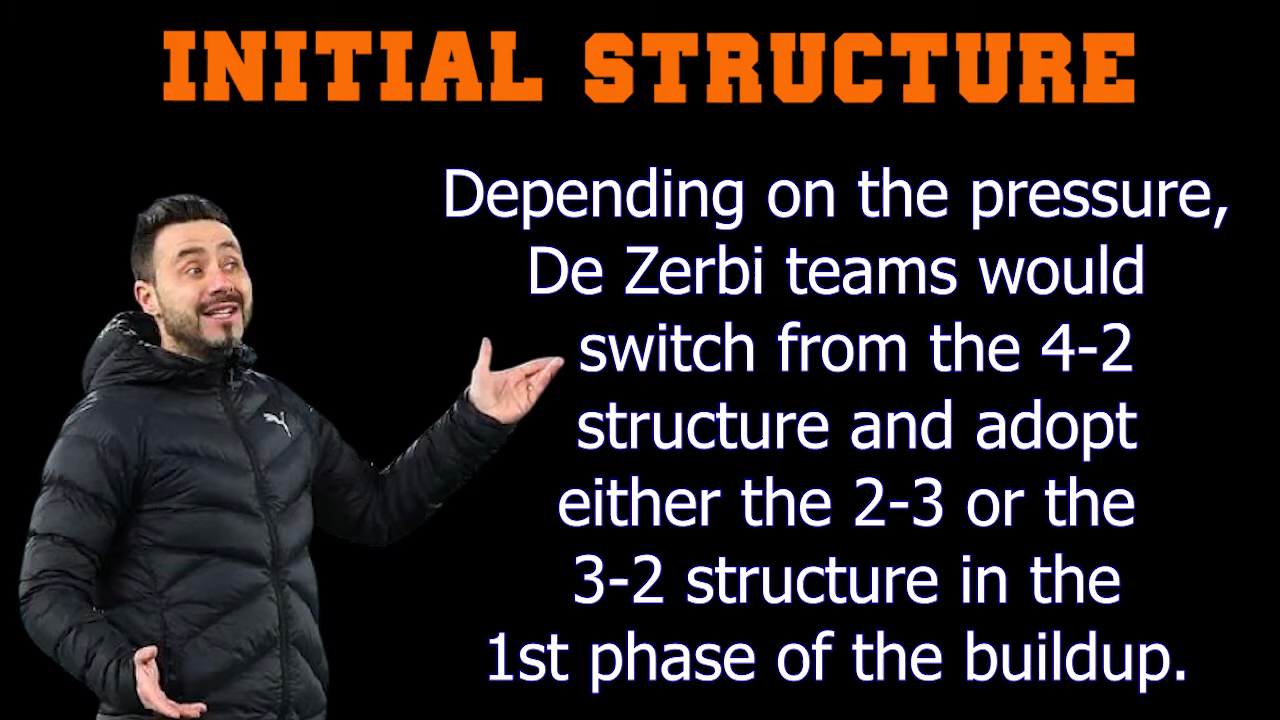 INITIAL STRUCTURE
Depending on the pressure,
De Zerbi teams would
switch from the 4-2
structure and adopt
either the 2-3 or the
3-2 structure in the
1st phase of the buildup.